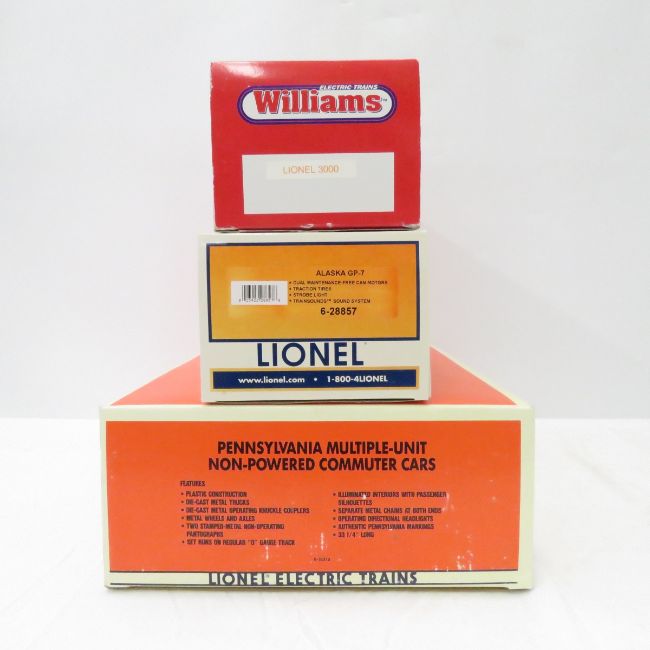 ELECTRIC TRAINS
Williams
LIONEL 3000
ALASKA GP-7
• DUAL MAINTENANCE-FREE CAN MOTORS
• TRACTION TIRES
• STROBE LIGHT
• TRAINSOUNDS™ SOUND SYSTEM
6-28857
LIONEL
www.lionel.com • 1-800-4LIONEL
PENNSYLVANIA MULTIPLE-UNIT
NON-POWERED COMMUTER CARS
FEATURES
• PLASTIC CONSTRUCTION
• DIE-CAST METAL TRUCKS
• DIE-CAST METAL OPERATING KNUCKLE COUPLERS
• METAL WHEELS AND AXLES
• TWO STAMPED-METAL NON-OPERATING
PANTOGRAPHS
• SET RUNS ON REGULAR "O" GAUGE TRACK
• ILLUMINATED INTERIORS WITH PASSENGER
SILHOUETTES
• SEPARATE METAL CHAINS @ BOTH ENDS
• OPERATING DIRECTIONAL HEADLIGHTS
• AUTHENTIC PENNSYLVANIA MARKINGS
• 33 1/4" LONG
LIONEL ELECTRIC TRAINS